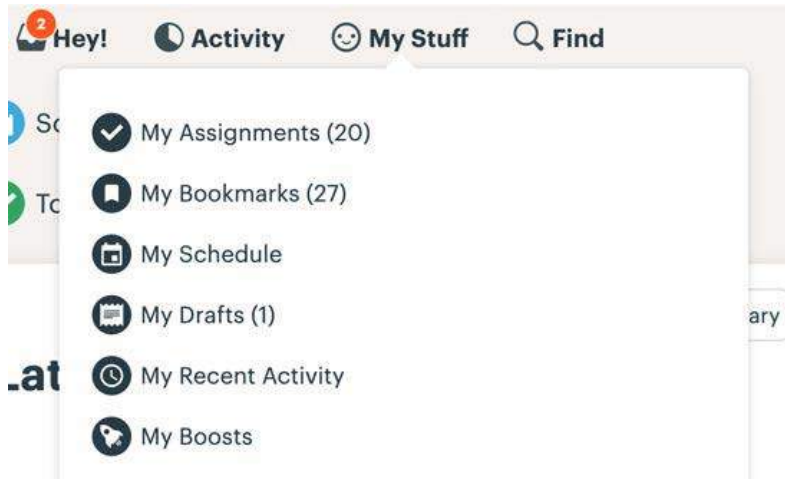 2
Hey! Activity My Stuff Find
My Assignments (20)
My Bookmarks (27)
My Schedule
My Drafts (1)
My Recent Activity
My Boosts